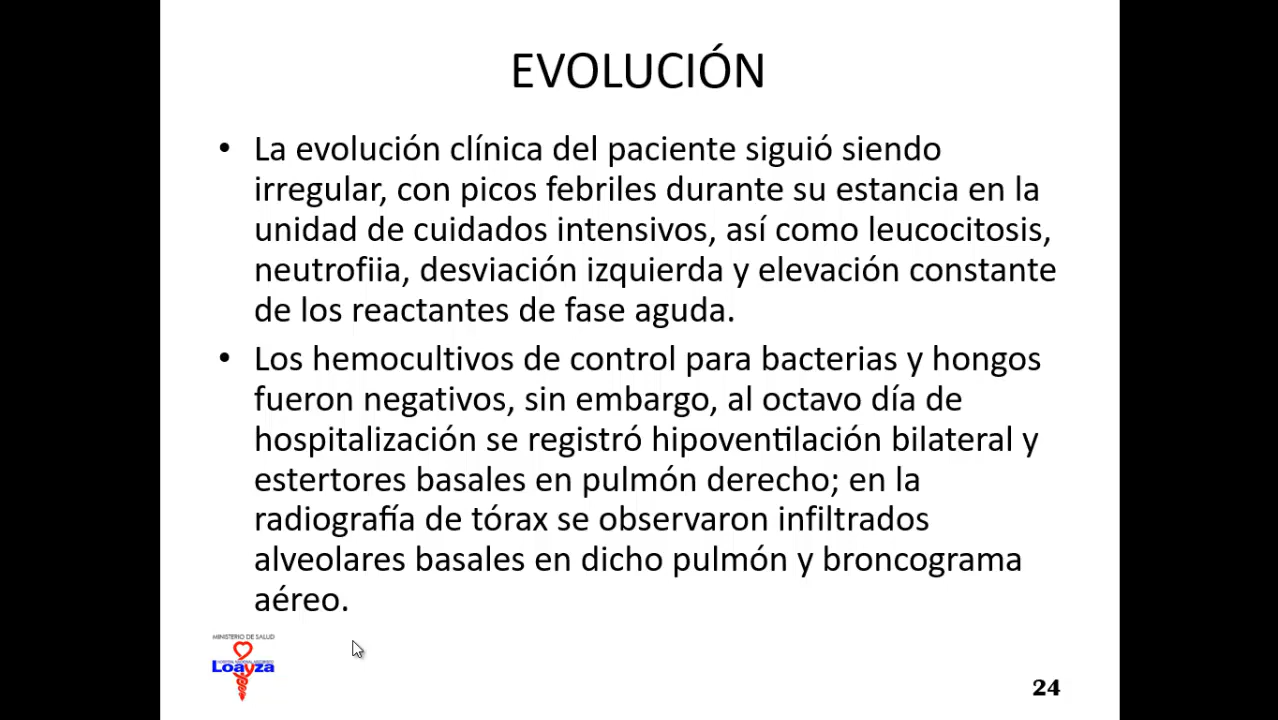 EVOLUCIÓN
• La evolución clínica del paciente siguió siendo
irregular, con picos febriles durante su estancia en la
unidad de cuidados intensivos, así como leucocitosis,
neutrofiia, desviación izquierda y elevación constante
de los reactantes de fase aguda.
• Los hemocultivos de control para bacterias y hongos
fueron negativos, sin embargo, al octavo día de
hospitalización se registró hipoventilación bilateral y
estertores basales en pulmón derecho; en la
radiografía de tórax se observaron infiltrados
alveolares basales en dicho pulmón y broncograma
aéreo.
MINISTERIO DE SALUD
Loayza
24